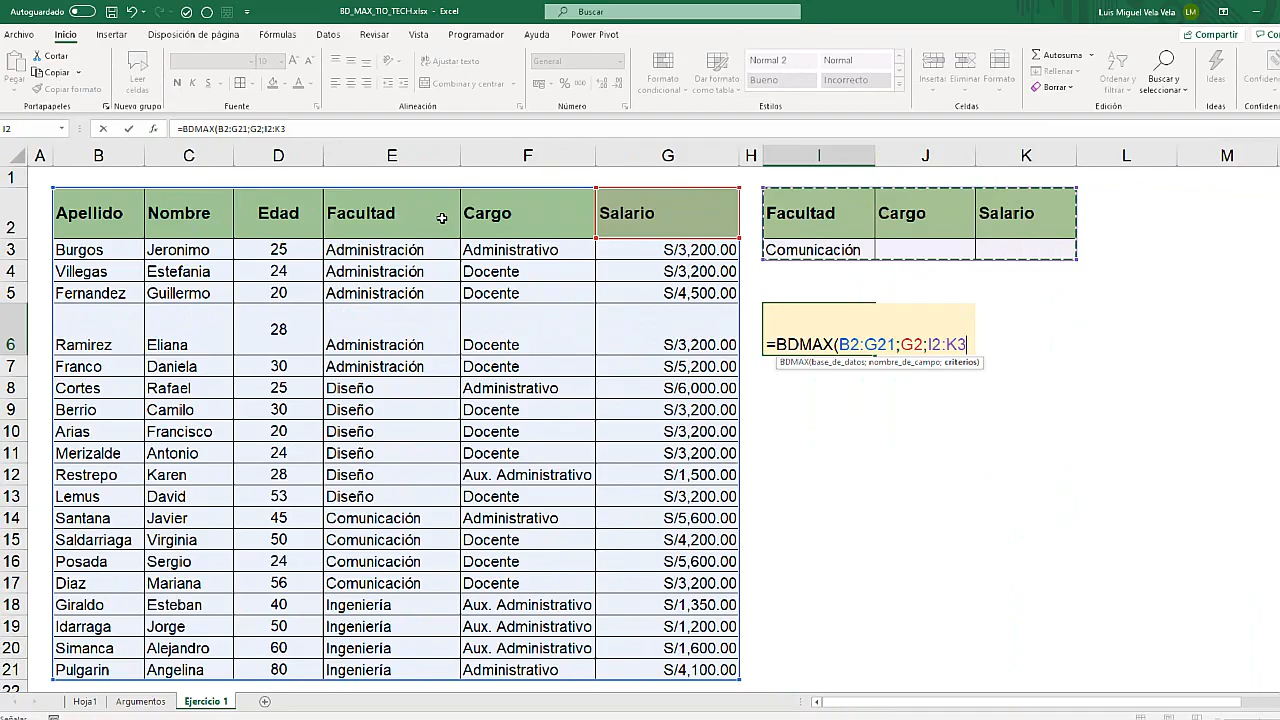 Autoguardado
BD_MAX_TIO_TECH.xlsx - Excel
Buscar
Luis Miguel Vela Vela
LM
Archivo Inicio Insertar Disposición de página Fórmulas Datos Revisar Vista Programador Ayuda Power Pivot
Compartir
Pegar
Cortar
Copiar
Copiar formato
Portapapeles
Leer celdas
Nuevo grupo
10
N K S
Fuente
Ajustar texto
Combinar y centrar
Alineación
General
% 000
Número
Formato condicional
Dar formato como tabla
Normal 2 Normal
Bueno Incorrecto
Estilos
Insertar Eliminar Formato
Celdas
Autosuma
Rellenar
Borrar
Ordenar y filtrar
Buscar y seleccionar
Edición
Ideas
Ideas
I2
fx
=BDMAX(B2:G21;G2;I2:K3
A B C D E F G H I J K L M
1
2 Apellido Nombre Edad Facultad Cargo Salario Facultad Cargo Salario
3 Burgos Jeronimo 25 Administración Administrativo S/3,200.00 Comunicación
4 Villegas Estefania 24 Administración Docente S/3,200.00
5 Fernandez Guillermo 20 Administración Docente S/4,500.00
6 Ramirez Eliana 28 Administración Docente S/3,200.00 =BDMAX(B2:G21;G2;I2:K3
BDMAX(base_de_datos; nombre_de_campo; criterios)
7 Franco Daniela 30 Administración Docente S/5,200.00
8 Cortes Rafael 25 Diseño Docente S/6,000.00
9 Berrio Camilo 30 Diseño Docente S/3,200.00
10 Arias Francisco 20 Diseño Docente S/3,200.00
11 Merizalde Antonio 24 Diseño Docente S/3,200.00
12 Restrepo Karen 28 Diseño Aux. Administrativo S/1,500.00
13 Lemus David 53 Diseño Docente S/3,200.00
14 Santana Javier 45 Comunicación Administrativo S/5,600.00
15 Saldarriaga Virginia 50 Comunicación Docente S/4,200.00
16 Posada Sergio 24 Comunicación Docente S/5,600.00
17 Diaz Mariana 56 Comunicación Docente S/3,200.00
18 Giraldo Esteban 40 Ingeniería Aux. Administrativo S/1,350.00
19 Idarraga Jorge 50 Ingeniería Aux. Administrativo S/1,200.00
20 Simanca Alejandro 60 Ingeniería Aux. Administrativo S/1,600.00
21 Pulgarin Angelina 80 Ingeniería Administrativo S/4,100.00
22
Hoja1 Argumentos Ejercicio 1
Señalar